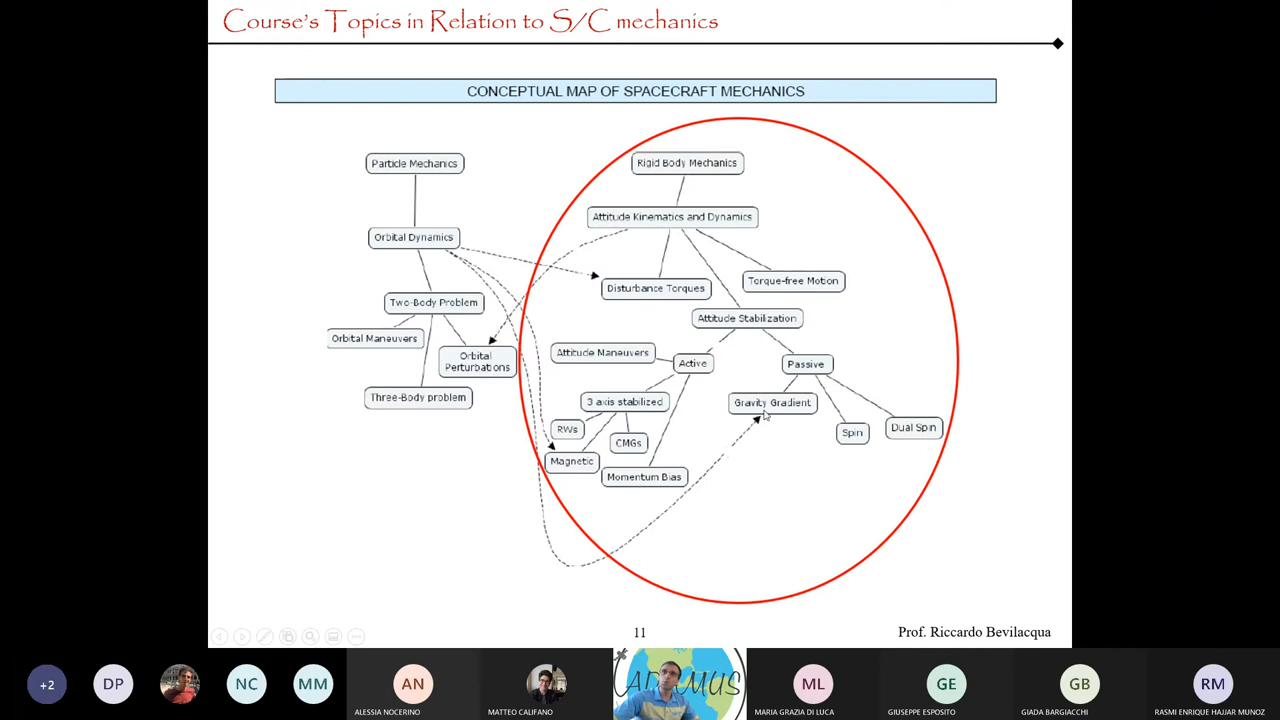 Course's Topics in Relation to S/C mechanics
CONCEPTUAL MAP OF SPACECRAFT MECHANICS
Particle Mechanics
Rigid Body Mechanics
Attitude Kinematics and Dynamics
Orbital Dynamics
Disturbance Torques
Torque-free Motion
Two-Body Problem
Attitude Stabilization
Orbital Maneuvers
Orbital
Perturbations
Attitude Maneuvers
Active
Passive
Three-Body problem
3 axis stabilized
Gravity Gradient
RWs
CMGs
Spin
Dual Spin
Magnetic
Momentum Bias
11
Prof. Riccardo Bevilacqua
+2
DP
NC
MM
AN
ALESSIA NOCERINO
MATTEO CALIFANO
ADAMUS
ML
MARIA GRAZIA DI LUCA
GE
GIUSEPPE ESPOSITO
GB
GIADA BARGIACCHI
RM
RASMI ENRIQUE HAJJAR MUNOZ